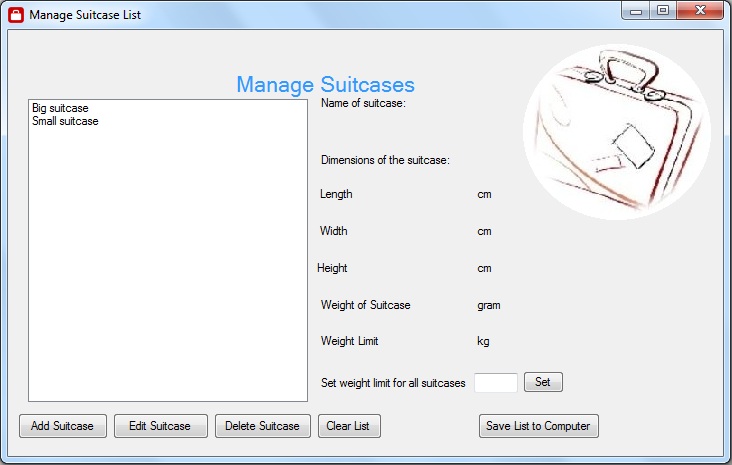 Manage Suitcase List
Manage Suitcases
Big suitcase
Small suitcase
Name of suitcase:
Dimensions of the suitcase:
Length cm
Width cm
Height cm
Weight of Suitcase gram
Weight Limit kg
Set weight limit for all suitcases Set
Add Suitcase Edit Suitcase Delete Suitcase Clear List Save List to Computer